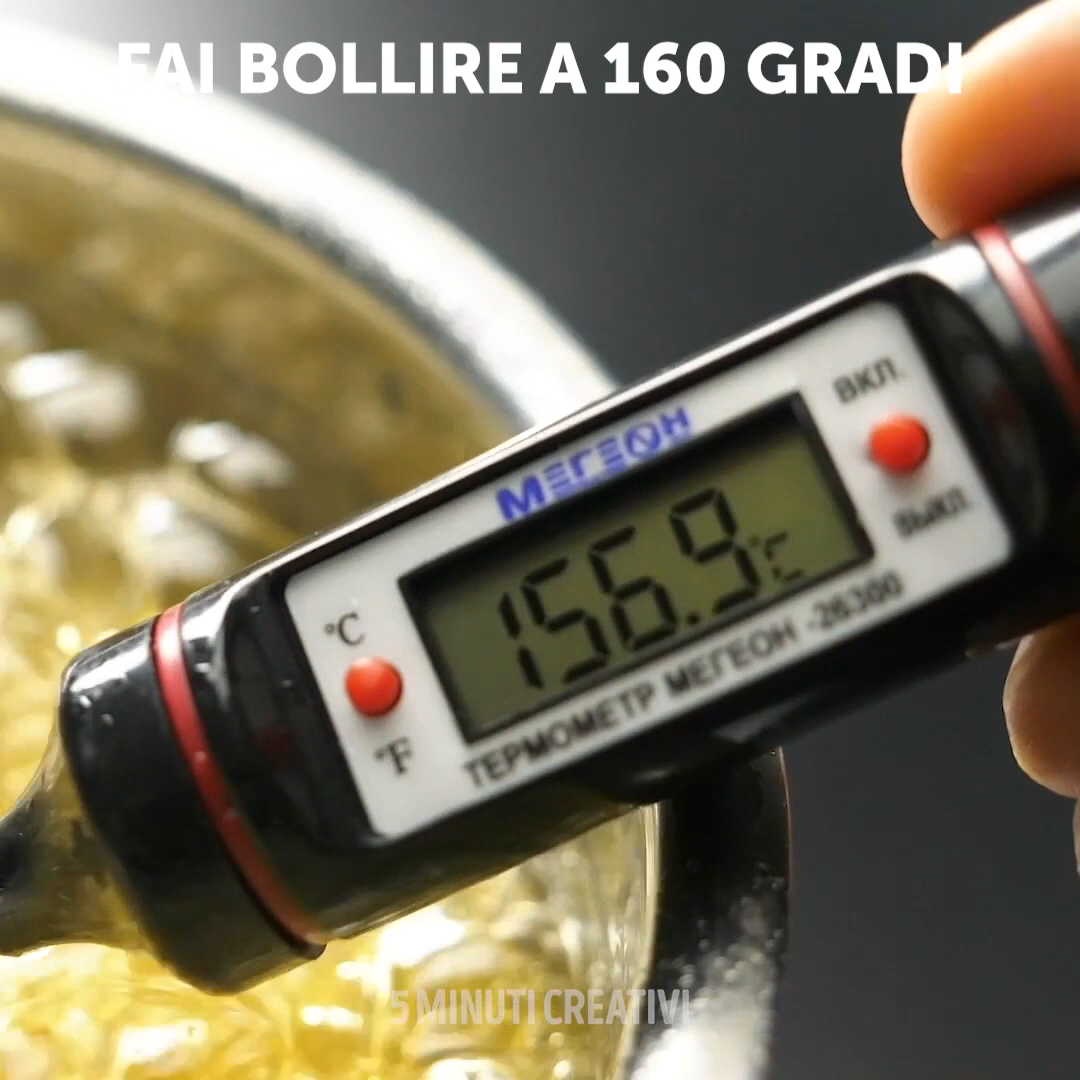 FAI BOLLIRE A 160 GRADI
ВКЛ.
МЕГЕОН
156.9°C
ВЫКЛ.
°C
°F
ТЕРМОМЕТР МЕГЕОН -26300
5 MINUTI CREATIVI